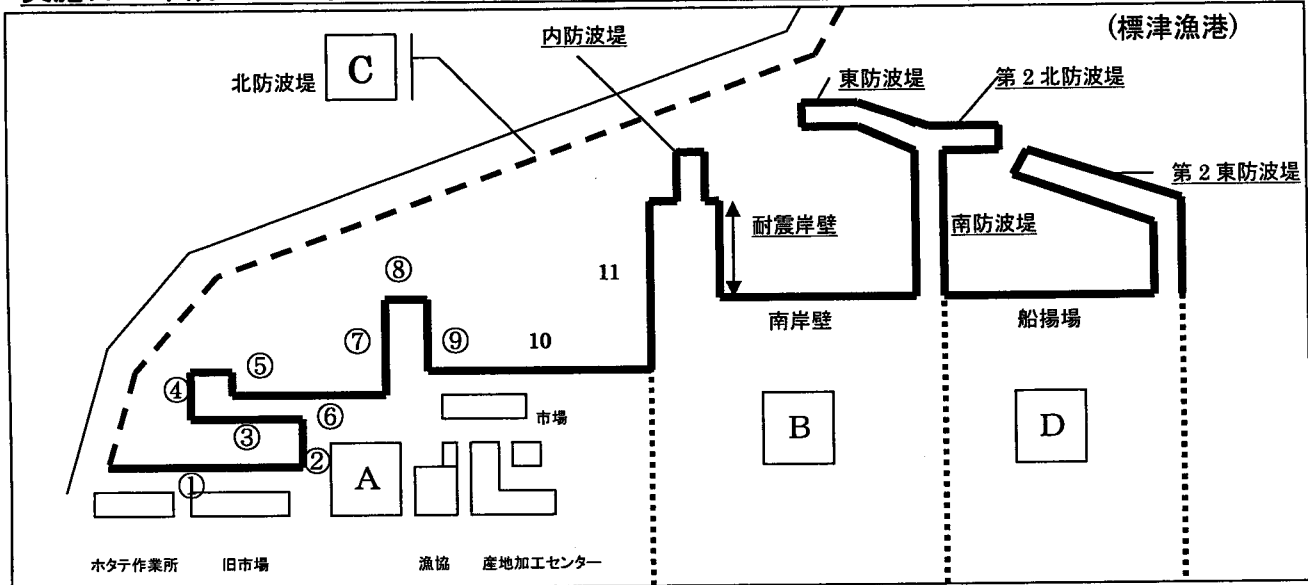 (標津漁港)
内防波堤
北防波堤
C
東防波堤
第2北防波堤
第2東防波堤
耐震岸壁
南防波堤
11
⑧
⑦
⑨
10
南岸壁
船揚場
⑤
④
⑥
③
②
①
市場
A
B
D
ホタテ作業所
旧市場
漁協
産地加工センター